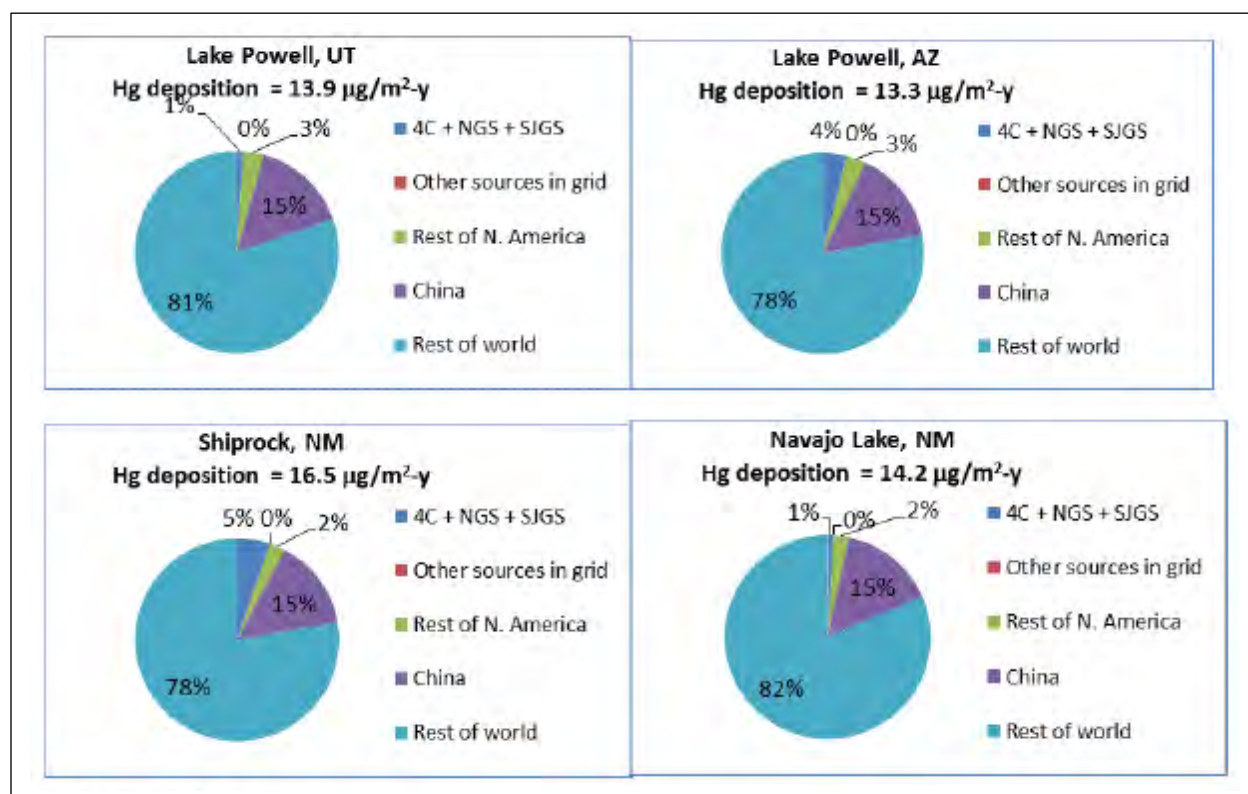 Lake Powell, UT
Hg deposition = 13.9 µg/m²-y
1%
0%
3%
15%
81%
4C + NGS + SJGS
Other sources in grid
Rest of N. America
China
Rest of world
Lake Powell, AZ
Hg deposition = 13.3 µg/m²-y
4%
0%
3%
15%
78%
4C + NGS + SJGS
Other sources in grid
Rest of N. America
China
Rest of world
Shiprock, NM
Hg deposition = 16.5 µg/m²-y
5%
0%
2%
15%
78%
4C + NGS + SJGS
Other sources in grid
Rest of N. America
China
Rest of world
Navajo Lake, NM
Hg deposition = 14.2 µg/m²-y
1%
0%
2%
15%
82%
4C + NGS + SJGS
Other sources in grid
Rest of N. America
China
Rest of world